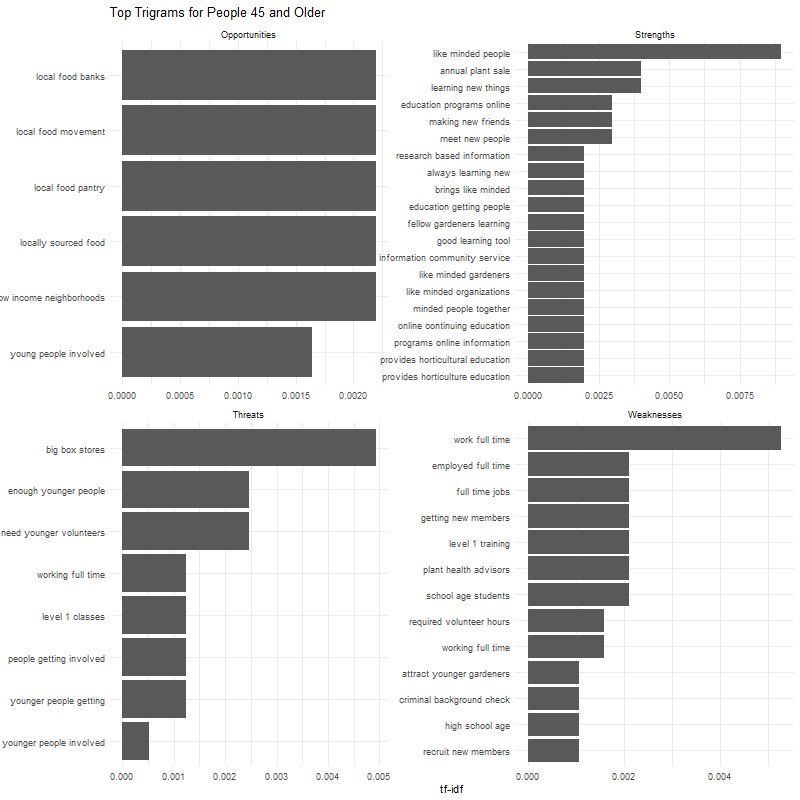 Top Trigrams for People 45 and Older
Opportunities
local food banks
local food movement
local food pantry
locally sourced food
ow income neighborhoods
young people involved
0.0000 0.0005 0.0010 0.0015 0.0020
Strengths
like minded people
annual plant sale
learning new things
education programs online
making new friends
meet new people
research based information
always learning new
brings like minded
education getting people
fellow gardeners learning
good learning tool
information community service
like minded gardeners
like minded organizations
minded people together
online continuing education
programs online information
provides horticultural education
provides horticulture education
0.0000 0.0025 0.0050 0.0075
Threats
big box stores
enough younger people
need younger volunteers
working full time
level 1 classes
people getting involved
younger people getting
younger people involved
0.000 0.001 0.002 0.003 0.004 0.005
Weaknesses
work full time
employed full time
full time jobs
getting new members
level 1 training
plant health advisors
school age students
required volunteer hours
working full time
attract younger gardeners
criminal background check
high school age
recruit new members
0.000 0.002 0.004
tf-idf